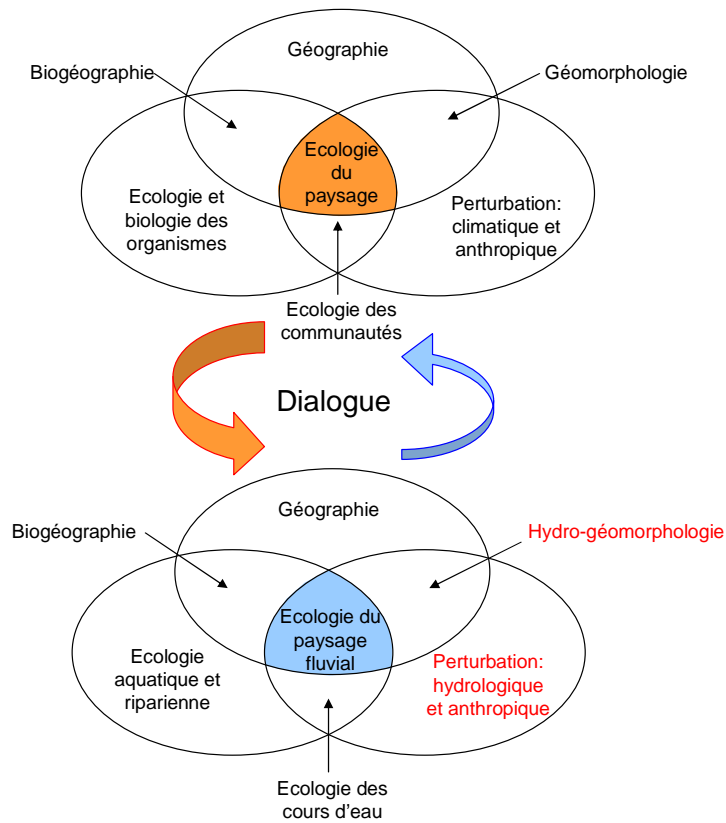 Géographie
Biogéographie
Géomorphologie
Ecologie
du
paysage
Ecologie et
biologie des
organismes
Perturbation:
climatique et
anthropique
Ecologie des
communautés
Dialogue
Géographie
Biogéographie
Hydro-géomorphologie
Ecologie du
paysage
fluvial
Ecologie
aquatique et
riparienne
Perturbation:
hydrologique
et anthropique
Ecologie des
cours d'eau